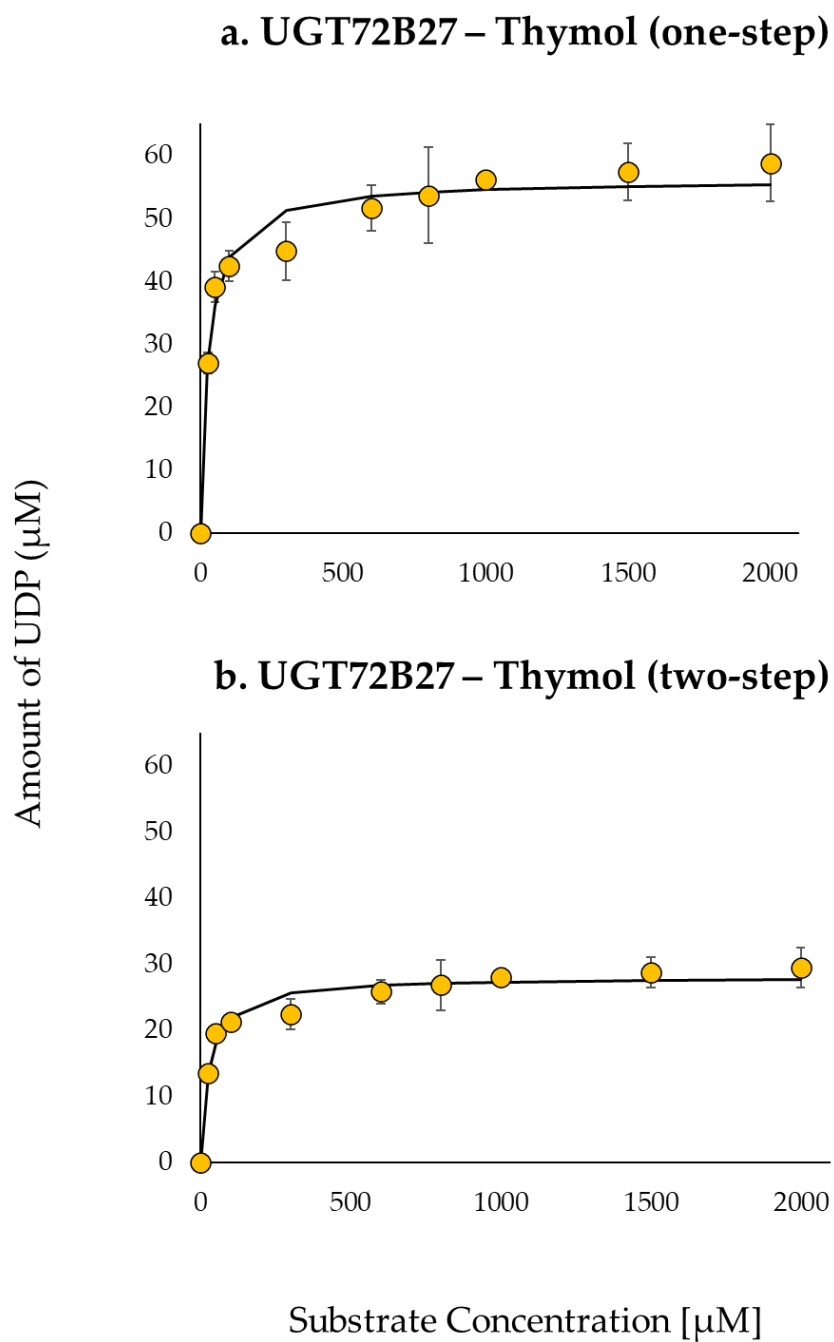 a. UGT72B27 – Thymol (one-step)
60
50
40
30
20
10
0
0 500 1000 1500 2000
Amount of UDP (µM)
b. UGT72B27 – Thymol (two-step)
60
50
40
30
20
10
0
0 500 1000 1500 2000
Substrate Concentration [µM]